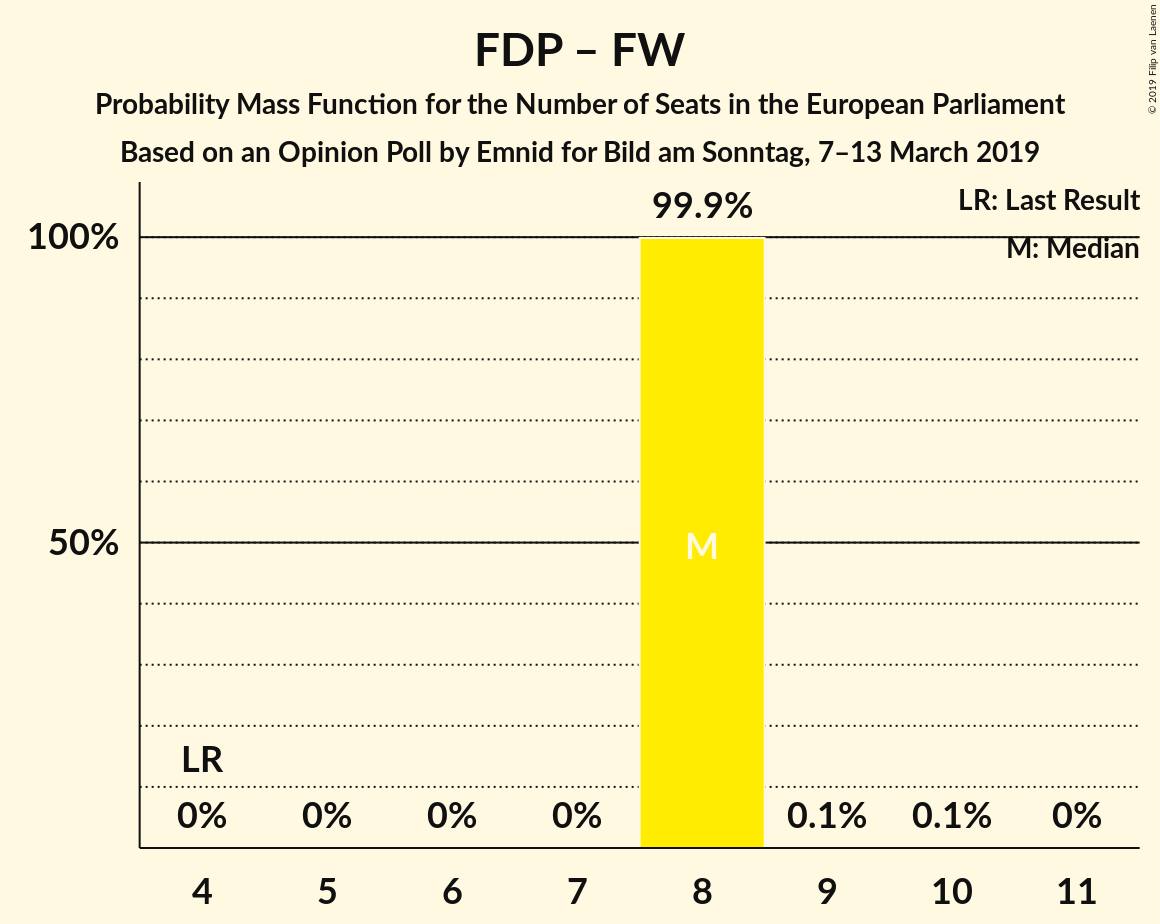 FDP – FW
Probability Mass Function for the Number of Seats in the European Parliament
Based on an Opinion Poll by Emnid for Bild am Sonntag, 7–13 March 2019
© 2019 Filip van Laenen
LR: Last Result
M: Median
99.9%
100%
50%
M
LR
0% 0% 0% 0% 0.1% 0.1% 0%
4 5 6 7 8 9 10 11